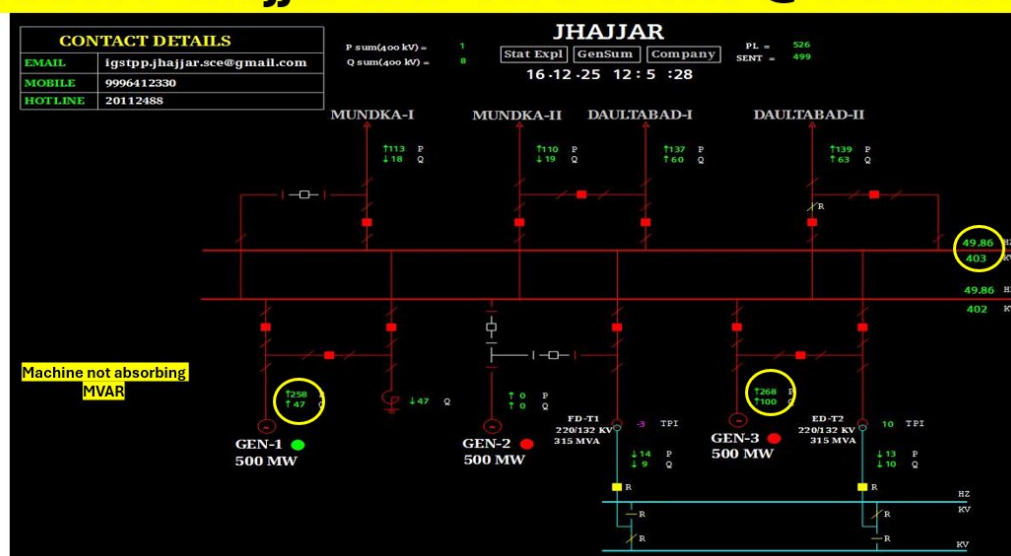 JHAJJAR
CONTACT DETAILS
EMAIL igstpp.jhajjar.sce@gmail.com
MOBILE 9996412330
HOTLINE 20112488
P sum(400 kV) = 1
Q sum(400 kV) = 8
Stat Expl GenSum Company
16-12-25 12: 5 :28
PL = 526
SENT = 499
MUNDKA-I MUNDKA-II DAULTABAD-I DAULTABAD-II
↑113 P ↑110 P ↑137 P ↑139 P
↓18 Q ↓19 Q ↑60 Q ↑63 Q
R
49.86 HZ
403 KV
49.86 HZ
402 KV
Machine not absorbing
MVAR
↑258 P
↑47 Q
↓47 Q
↑ 0 P
↑ 0 Q
↑268 P
↑100 Q
FD-T1
220/132 KV
315 MVA
-3 TPI
ED-T2
220/132 KV
315 MVA
10 TPI
GEN-1
500 MW
GEN-2
500 MW
GEN-3
500 MW
↓14 P
↓9 Q
↓13 P
↓10 Q
R R
HZ
KV
R R
R R
KV